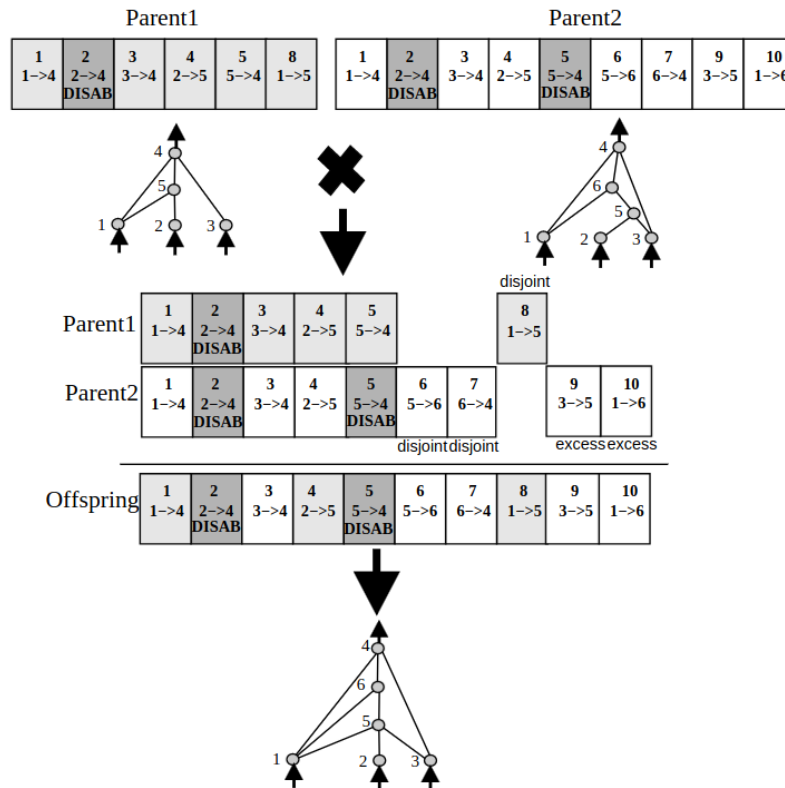 Parent1 Parent2
1 2 3 4 5 8 1 2 3 4 5 6 7 9 10
1->4 2->4 3->4 2->5 5->4 1->5 1->4 2->4 3->4 2->5 5->4 5->6 6->4 3->5 1->6
DISAB DISAB DISAB
4 4
5 6
5
1 2 3 1 2 3
disjoint
Parent1 1 2 3 4 5 8
1->4 2->4 3->4 2->5 5->4 1->5
DISAB
Parent2 1 2 3 4 5 6 7 9 10
1->4 2->4 3->4 2->5 5->4 5->6 6->4 3->5 1->6
DISAB DISAB
disjoint disjoint excess excess
Offspring 1 2 3 4 5 6 7 8 9 10
1->4 2->4 3->4 2->5 5->4 5->6 6->4 1->5 3->5 1->6
DISAB DISAB
4
6
5
1 2 3